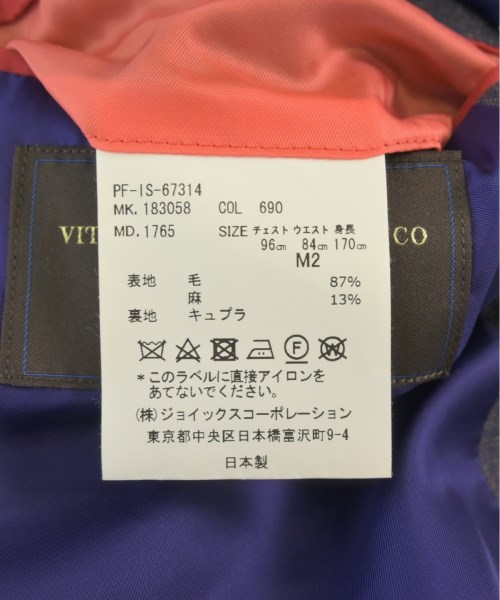 PF-IS-67314
MK. 183058 COL 690
MD. 1765 SIZE チェスト ウエスト 身長
96cm 84cm 170cm
M2
表地 毛 87%
麻 13%
裏地 キュプラ
*このラベルに直接アイロンを
あてないでください。
(株)ジョイックスコーポレーション
東京都中央区日本橋富沢町9-4
日本製